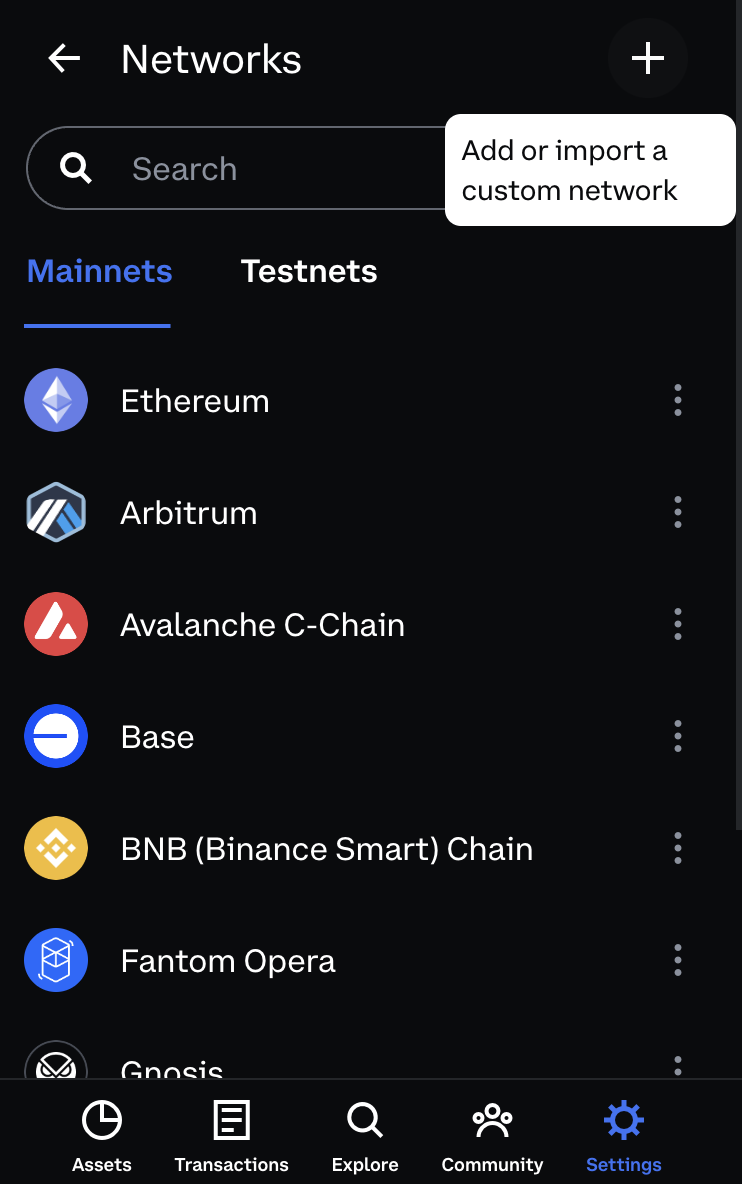 Networks
Search
Add or import a
custom network
Mainnets
Testnets
Ethereum
Arbitrum
Avalanche C-Chain
Base
BNB (Binance Smart) Chain
Fantom Opera
Gnosis
Assets
Transactions
Explore
Community
Settings